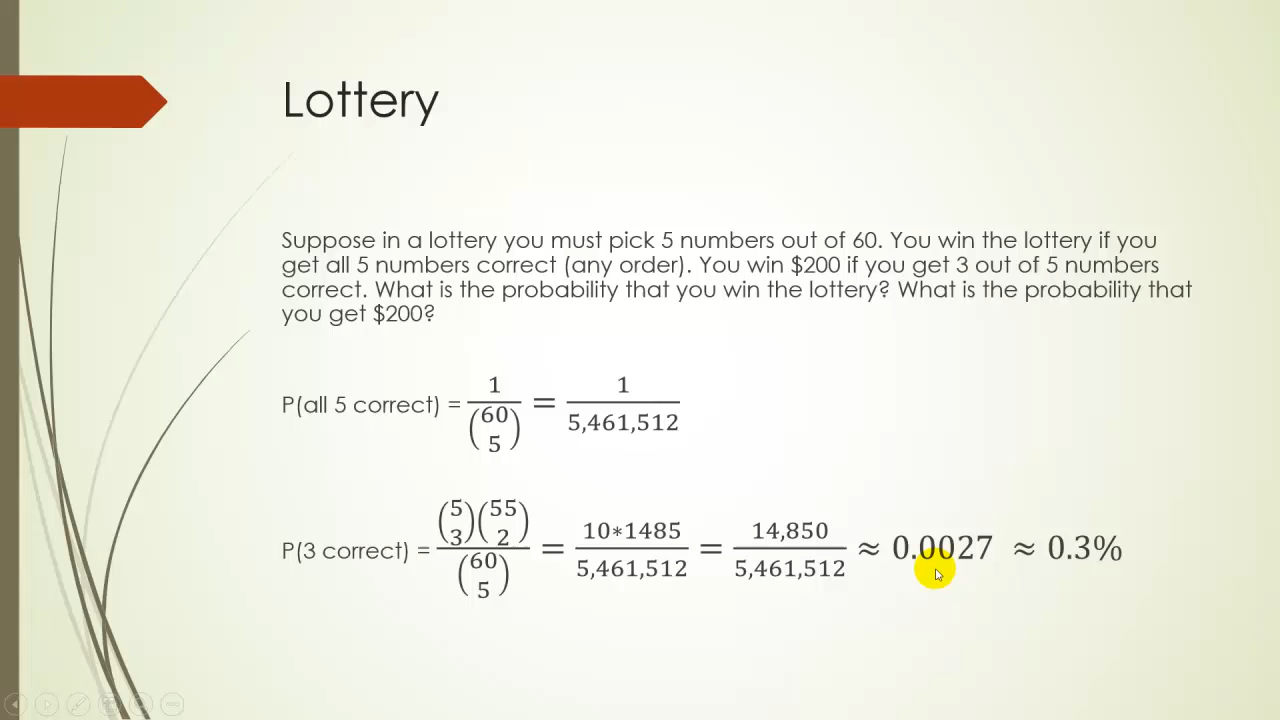 Lottery
Suppose in a lottery you must pick 5 numbers out of 60. You win the lottery if you
get all 5 numbers correct (any order). You win $200 if you get 3 out of 5 numbers
correct. What is the probability that you win the lottery? What is the probability that
you get $200?
P(all 5 correct) = 1/(60 5) = 1/5,461,512
P(3 correct) = (5 3)(55 2)/(60 5) = 10*1485/5,461,512 = 14,850/5,461,512 ≈ 0.0027 ≈ 0.3%